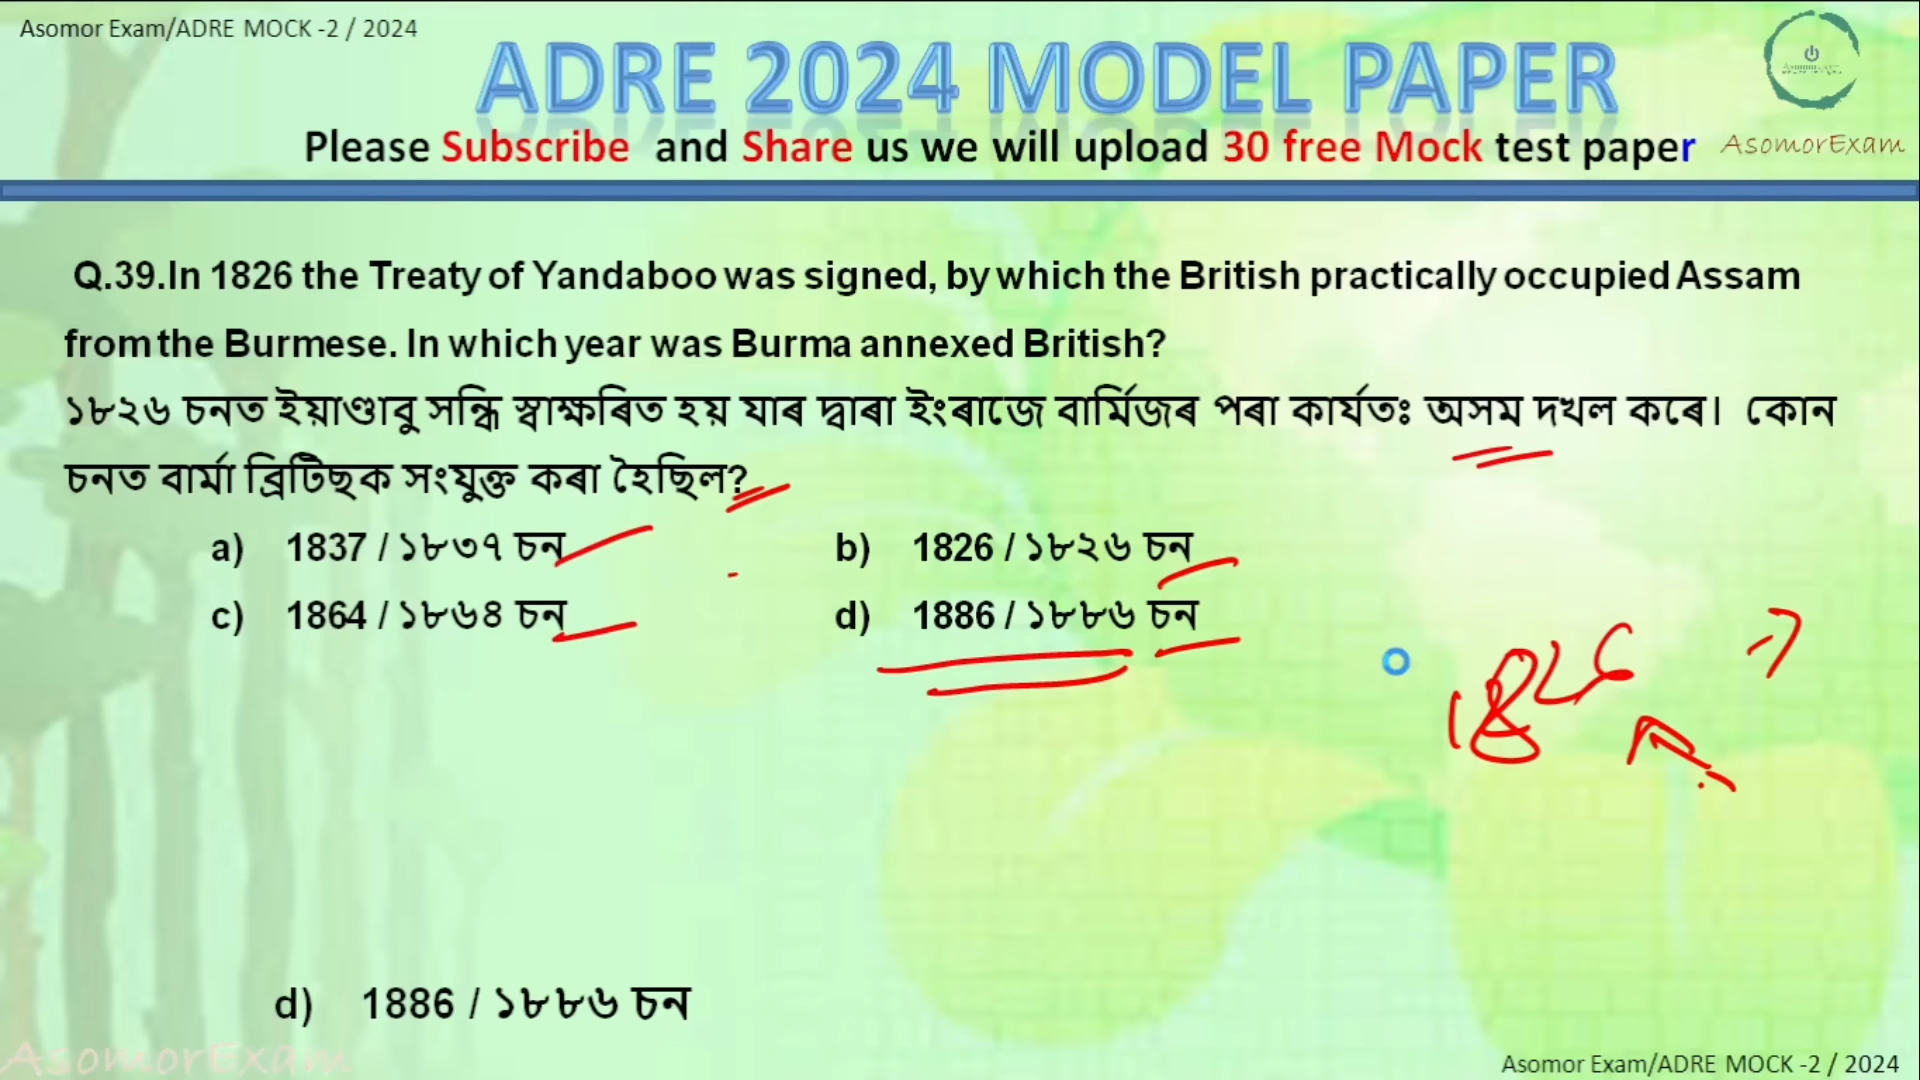 Asomor Exam/ADRE MOCK -2 / 2024
ADRE 2024 MODEL PAPER
Please Subscribe and Share us we will upload 30 free Mock test paper
AsomorExam
Q.39.In 1826 the Treaty of Yandaboo was signed, by which the British practically occupied Assam
from the Burmese. In which year was Burma annexed British?
১৮২৬ চনত ইয়াণ্ডাবু সন্ধি স্বাক্ষৰিত হয় যাৰ দ্বাৰা ইংৰাজে বাৰ্মিজৰ পৰা কাৰ্যতঃ অসম দখল কৰে। কোন
চনত বাৰ্মা ব্ৰিটিছক সংযুক্ত কৰা হৈছিল?
a) 1837 / ১৮৩৭ চন b) 1826 / ১৮২৬ চন
c) 1864 / ১৮৬৪ চন d) 1886 / ১৮৮৬ চন
1826
d) 1886 / ১৮৮৬ চন
AsomorExam
Asomor Exam/ADRE MOCK -2 / 2024